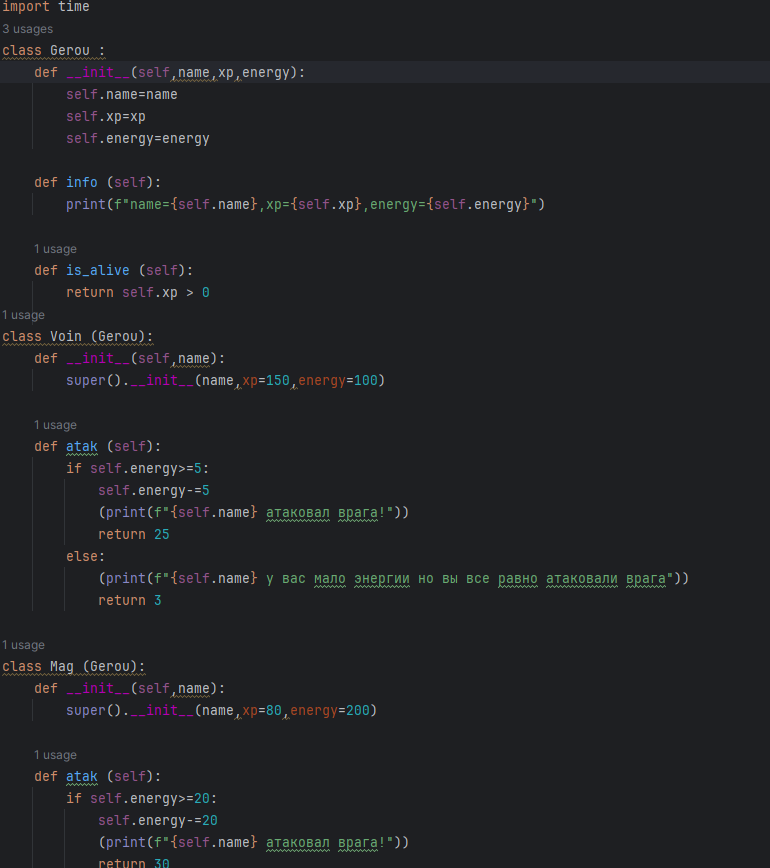 import time
3 usages
class Gerou :
    def __init__(self,name,xp,energy):
        self.name=name
        self.xp=xp
        self.energy=energy
    def info (self):
        print(f"name={self.name},xp={self.xp},energy={self.energy}")
    1 usage
    def is_alive (self):
        return self.xp > 0
1 usage
class Voin (Gerou):
    def __init__(self,name):
        super().__init__(name,xp=150,energy=100)
    1 usage
    def atak (self):
        if self.energy>=5:
            self.energy-=5
            (print(f"{self.name} атаковал врага!"))
            return 25
        else:
            (print(f"{self.name} у вас мало энергии но вы все равно атаковали врага"))
            return 3
1 usage
class Mag (Gerou):
    def __init__(self,name):
        super().__init__(name,xp=80,energy=200)
    1 usage
    def atak (self):
        if self.energy>=20:
            self.energy-=20
            (print(f"{self.name} атаковал врага!"))
            return 30